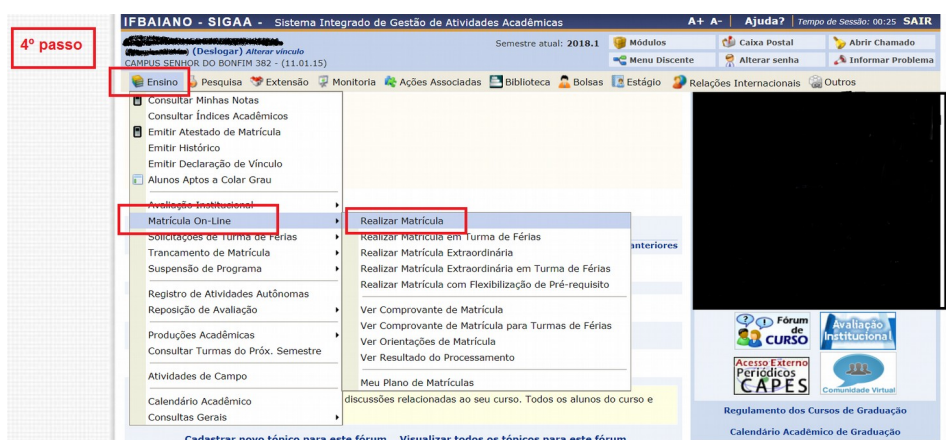 4º passo
IFBAIANO - SIGAA - Sistema Integrado de Gestão de Atividades Acadêmicas
A+ A- Ajuda? Tempo de Sessão: 00:25 SAIR
(Deslogar) Alterar vínculo
Semestre atual: 2018.1
CAMPUS SENHOR DO BONFIM 382 - (11.01.15)
Módulos Caixa Postal Abrir Chamado
Menu Discente Alterar senha Informar Problema
Ensino Pesquisa Extensão Monitoria Ações Associadas Biblioteca Bolsas Estágio Relações Internacionais Outros
Consultar Minhas Notas
Consultar Índices Acadêmicos
Emitir Atestado de Matrícula
Emitir Histórico
Emitir Declaração de Vínculo
Alunos Aptos a Colar Grau
Avaliação Institucional
Matrícula On-Line
Solicitações de Turma de Férias
Trancamento de Matrícula
Suspensão de Programa
Registro de Atividades Autônomas
Reposição de Avaliação
Produções Acadêmicas
Consultar Turmas do Próx. Semestre
Atividades de Campo
Calendário Acadêmico
Consultas Gerais
Realizar Matrícula
Realizar Matrícula em Turma de Férias
Realizar Matrícula Extraordinária
Realizar Matrícula Extraordinária em Turma de Férias
Realizar Matrícula com Flexibilização de Pré-requisito
Ver Comprovante de Matrícula
Ver Comprovante de Matrícula para Turmas de Férias
Ver Orientações de Matrícula
Ver Resultado do Processamento
Meu Plano de Matrículas
anteriores
discussões relacionadas ao seu curso. Todos os alunos do curso e
Cadastrar novo tópico para este fórum Visualizar todos os tópicos para este fórum
Fórum
de
CURSO
Avaliação
Institucional
Acesso Externo
Periódicos
CAPES
Comunidade Virtual
Regulamento dos Cursos de Graduação
Calendário Acadêmico de Graduação